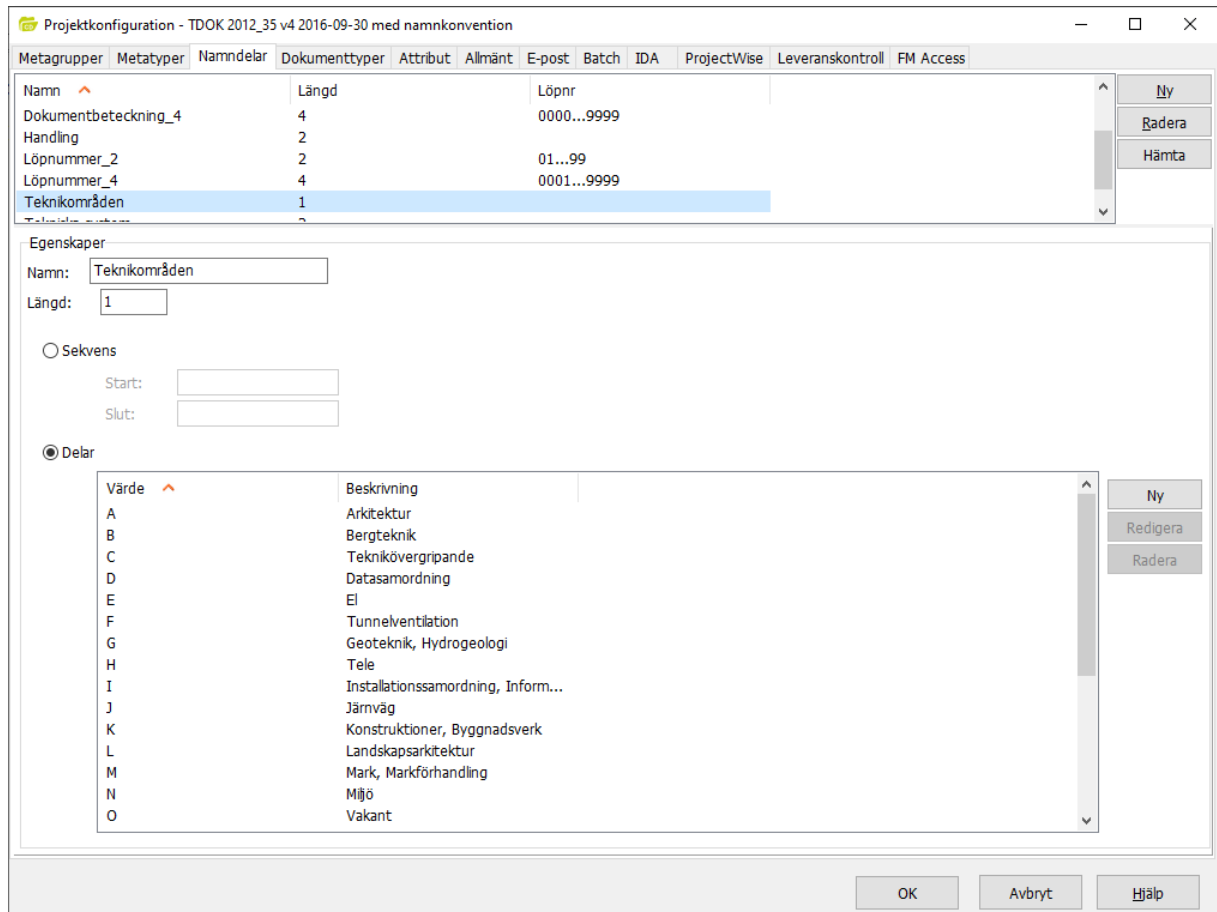 Projektkonfiguration - TDOK 2012_35 v4 2016-09-30 med namnkonvention
Metagrupper Metatyper Namndelar Dokumenttyper Attribut Allmänt E-post Batch IDA ProjectWise Leveranskontroll FM Access
Namn Längd Löpnr
Ny
Dokumentbeteckning_4 4 0000...9999
Radera
Handling 2
Hämta
Löpnummer_2 2 01...99
Löpnummer_4 4 0001...9999
Teknikområden 1
Egenskaper
Namn: Teknikområden
Längd: 1
Sekvens
Start:
Slut:
Delar
Värde Beskrivning
Ny
A Arkitektur
B Bergteknik
Redigera
C Teknikövergripande
Radera
D Datasamordning
E El
F Tunnelventilation
G Geoteknik, Hydrogeologi
H Tele
I Installationssamordning, Inform...
J Järnväg
K Konstruktioner, Byggnadsverk
L Landskapsarkitektur
M Mark, Markförhandling
N Miljö
O Vakant
OK Avbryt Hjälp